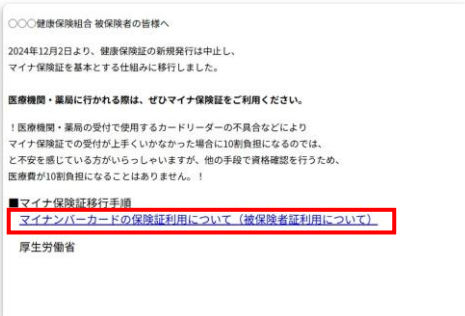 ○○○健康保険組合 被保険者の皆様へ
2024年12月2日より、健康保険証の新規発行は中止し、
マイナ保険証を基本とする仕組みに移行しました。
医療機関・薬局に行かれる際は、ぜひマイナ保険証をご利用ください。
！医療機関・薬局の受付で使用するカードリーダーの不具合などにより
マイナ保険証での受付が上手くいかなかった場合に10割負担になるのでは、
と不安を感じている方がいらっしゃいますが、他の手段で資格確認を行うため、
医療費が10割負担になることはありません。！
■マイナ保険証移行手順
マイナンバーカードの保険証利用について（被保険者証利用について）
厚生労働省